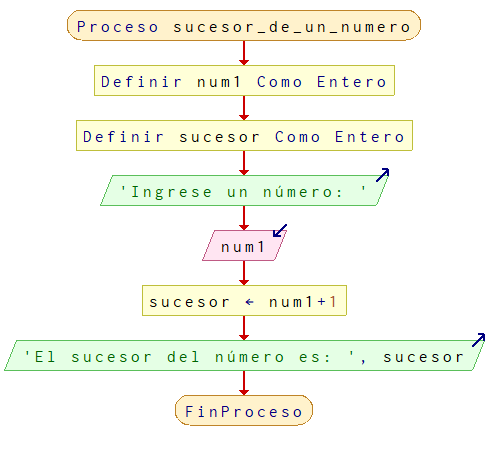 Proceso sucesor_de_un_numero
Definir num1 Como Entero
Definir sucesor Como Entero
'Ingrese un número: '
num1
sucesor ← num1+1
'El sucesor del número es: ', sucesor
FinProceso